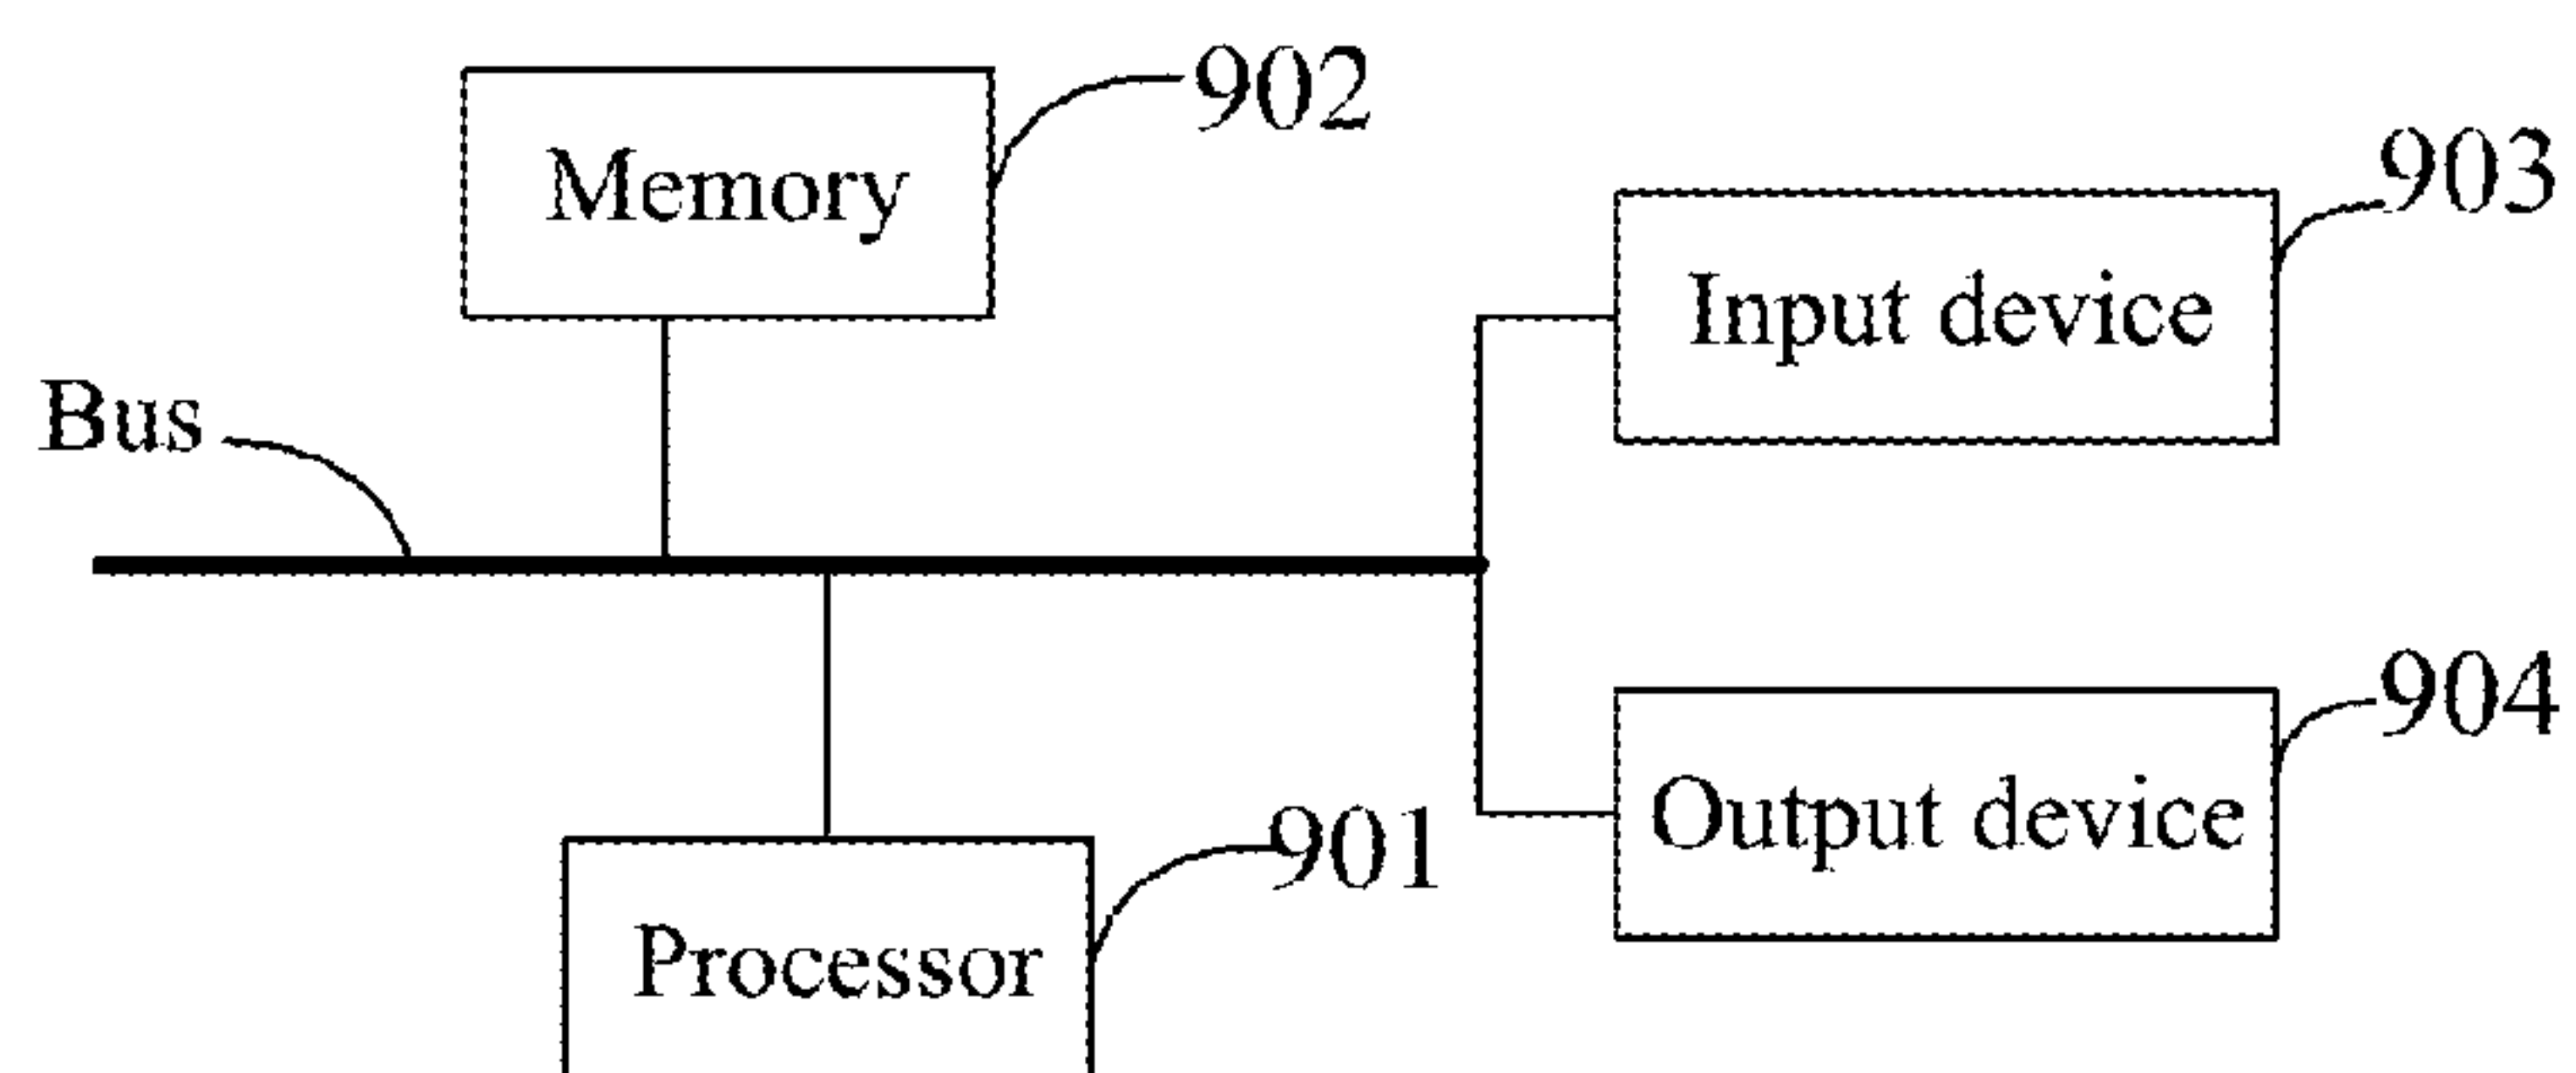 902
Memory
903
Input device
Bus
904
Output device
901
Processor